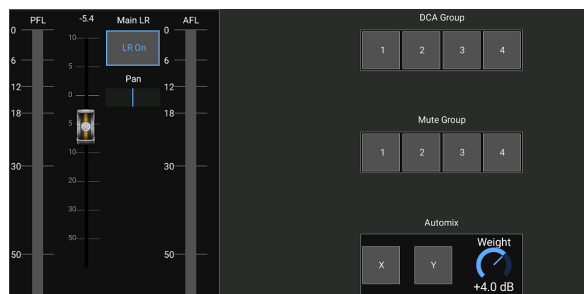 PFL
-5.4
Main LR
AFL
0
6
12
18
30
50
10
5
0
5
10
20
30
50
LR On
Pan
0
6
12
18
30
50
DCA Group
1 2 3 4
Mute Group
1 2 3 4
Automix
X Y
Weight
+4.0 dB